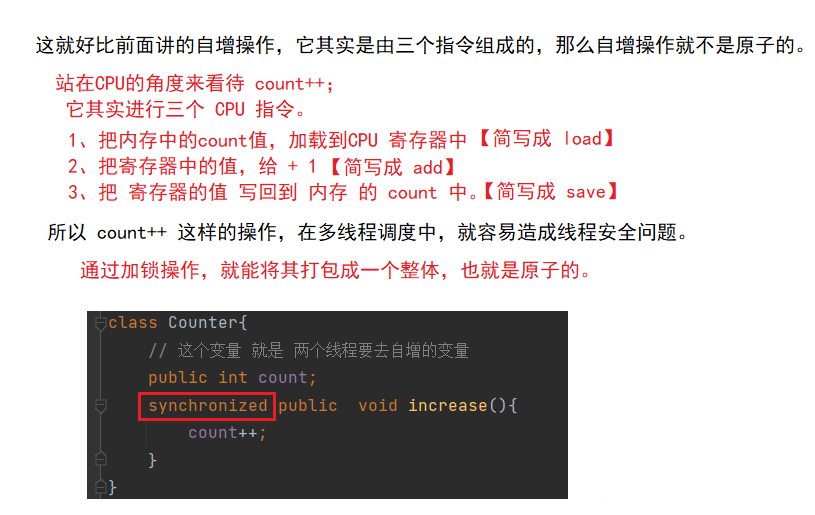 这就好比前面讲的自增操作，它其实是由三个指令组成的，那么自增操作就不是原子的。
站在CPU的角度来看待 count++；
它其实进行三个 CPU 指令。
1、把内存中的count值，加载到CPU 寄存器中【简写成 load】
2、把寄存器中的值，给 + 1【简写成 add】
3、把 寄存器的值 写回到 内存 的 count 中。【简写成 save】
所以 count++ 这样的操作，在多线程调度中，就容易造成线程安全问题。
通过加锁操作，就能将其打包成一个整体，也就是原子的。
class Counter{
// 这个变量 就是 两个线程要去自增的变量
public int count;
synchronized public void increase(){
count++;
}
}